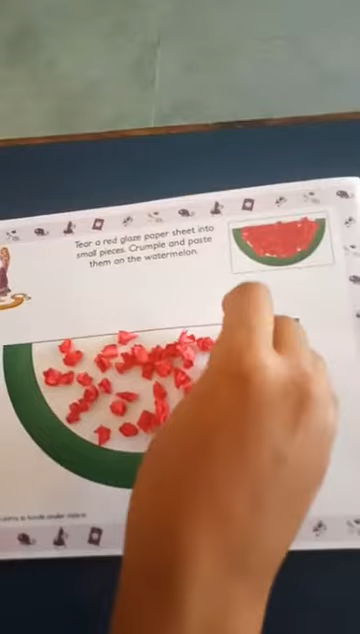 Tear a red glaze paper sheet into
small pieces. Crumple and paste
them on the watermelon.